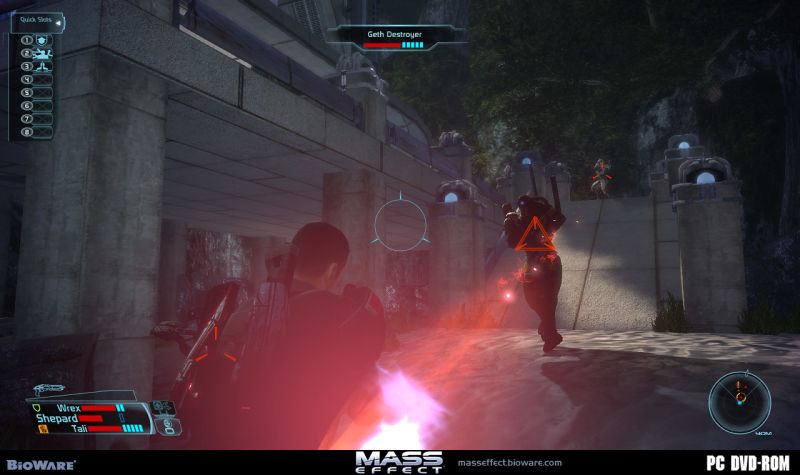 Quick Slots
1
2
3
4
5
6
7
8
Geth Destroyer
Wrex
Shepard
Tali
40M
BIOWARE
MASS
EFFECT
masseffect.bioware.com
PC DVD-ROM